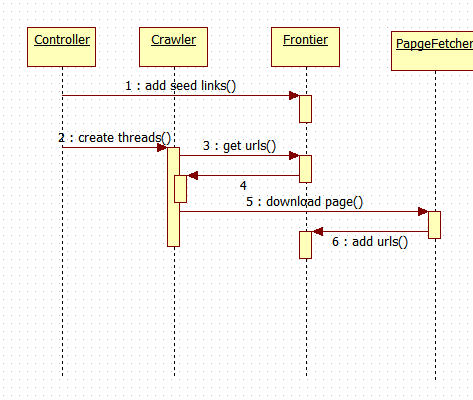 Controller
Crawler
Frontier
PapgeFetcher
1 : add seed links()
2 : create threads()
3 : get urls()
4
5 : download page()
6 : add urls()